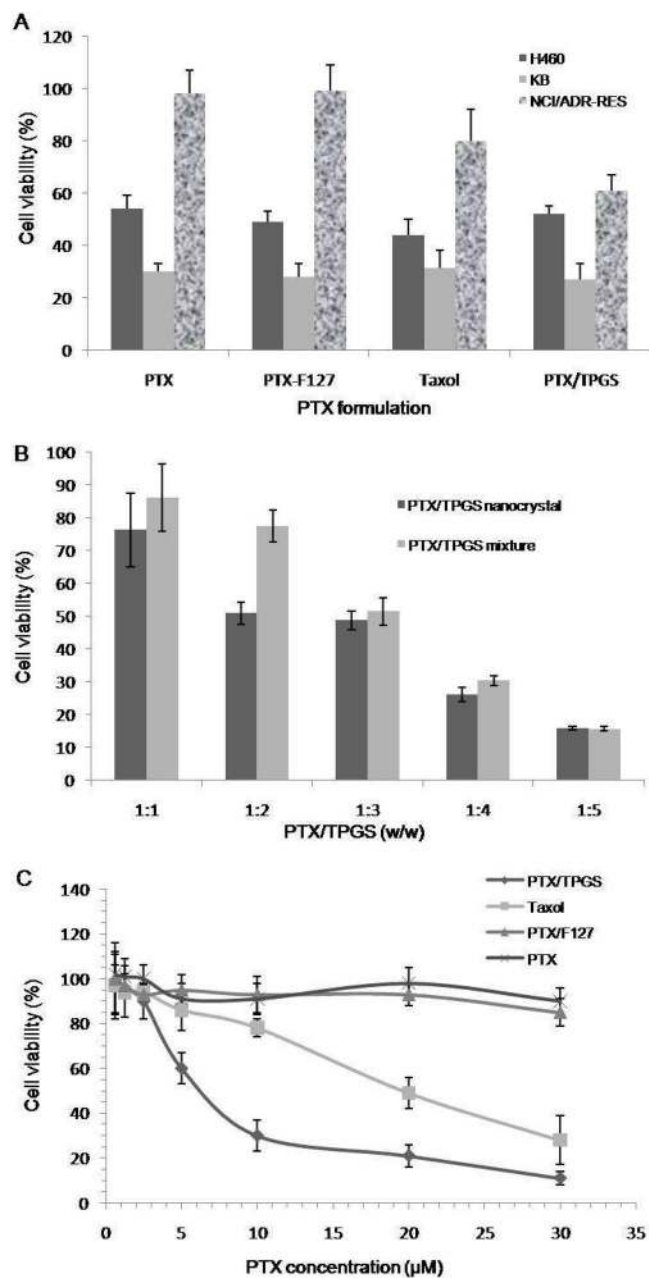 A
H460
KB
NCI/ADR-RES
120
100
80
60
40
20
0
Cell viability (%)
PTX PTX-F127 Taxol PTX/TPGS
PTX formulation
B
PTX/TPGS nanocrystal
PTX/TPGS mixture
100
90
80
70
60
50
40
30
20
10
0
Cell viability (%)
1:1 1:2 1:3 1:4 1:5
PTX/TPGS (w/w)
C
PTX/TPGS
Taxol
PTX/F127
PTX
140
120
100
80
60
40
20
0
Cell viability (%)
0 5 10 15 20 25 30 35
PTX concentration (µM)